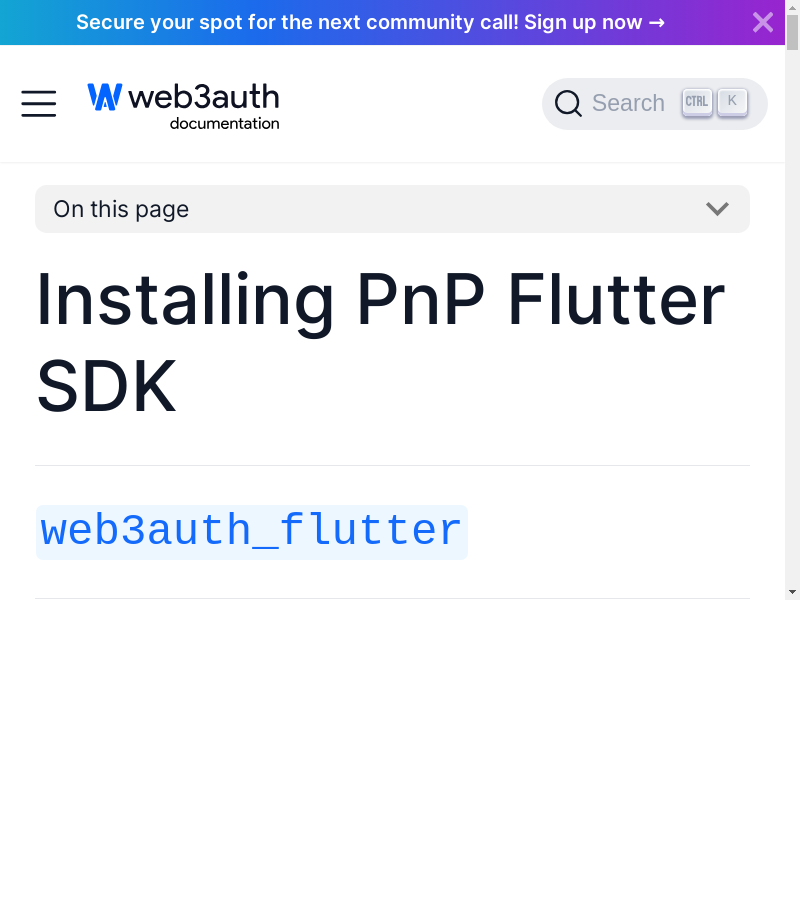 Secure your spot for the next community call! Sign up now →
web3auth
documentation
Search CTRL K
On this page
Installing PnP Flutter
SDK
web3auth_flutter